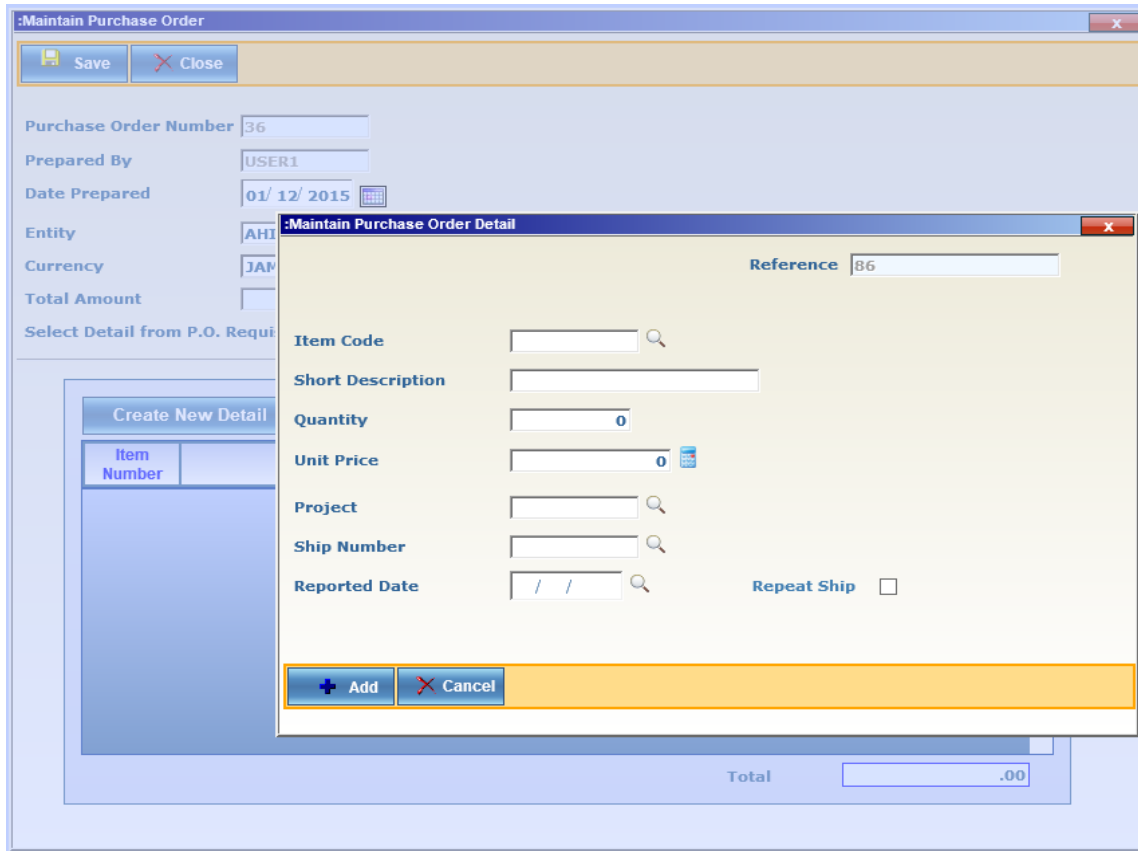 :Maintain Purchase Order
x
Save Close
Purchase Order Number 36
Prepared By USER1
Date Prepared 01/ 12/ 2015
Entity AHI
Currency JAM
Total Amount
Select Detail from P.O. Requi
Create New Detail
Item
Number
Total .00
:Maintain Purchase Order Detail
x
Reference 86
Item Code
Short Description
Quantity 0
Unit Price 0
Project
Ship Number
Reported Date / / Repeat Ship
Add Cancel